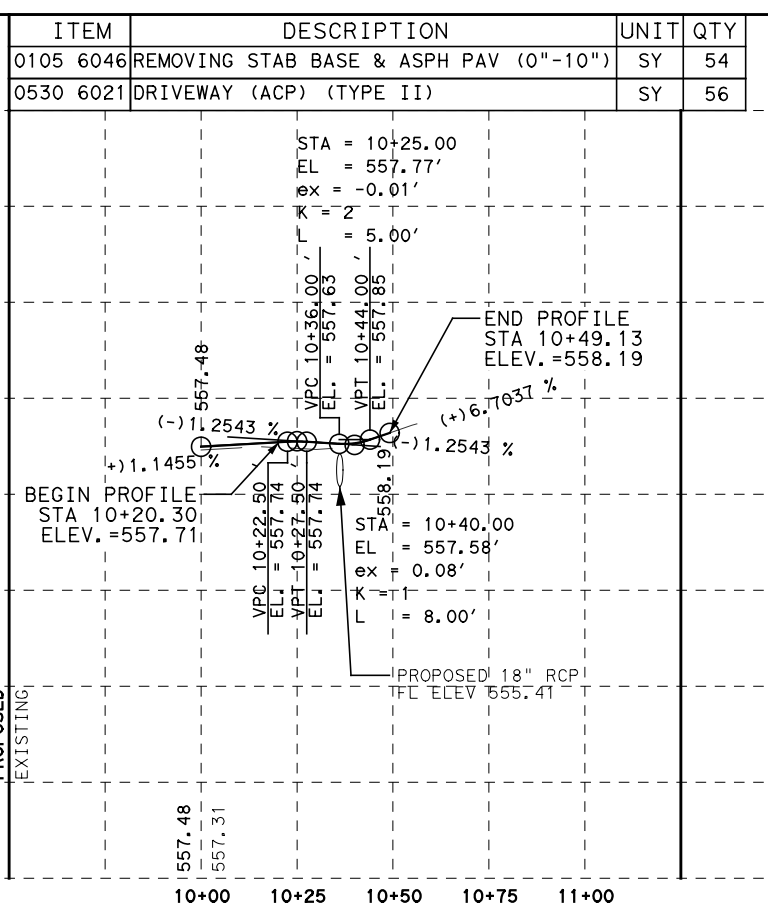 ITEM DESCRIPTION UNIT QTY
0105 6046 REMOVING STAB BASE & ASPH PAV (0"-10") SY 54
0530 6021 DRIVEWAY (ACP) (TYPE II) SY 56
STA = 10+25.00
EL = 557.77'
ex = -0.01'
K = 2
L = 5.00'
VPC 10+36.00'
EL. = 557.63
VPT 10+44.00'
EL. = 557.85
END PROFILE
STA 10+49.13
ELEV.=558.19
557.48
(-)1.2543 %
(+)6.7037 %
(-)1.2543 %
+)1.1455 %
BEGIN PROFILE
STA 10+20.30
ELEV.=557.71
558.19
VPC 10+22.50'
EL. = 557.74
VPT 10+27.50'
EL. = 557.74
STA = 10+40.00
EL = 557.58'
ex = 0.08'
K = 1
L = 8.00'
PROPOSED 18" RCP
FL ELEV 555.41
PROPOSED
EXISTING
557.48
557.31
10+00 10+25 10+50 10+75 11+00